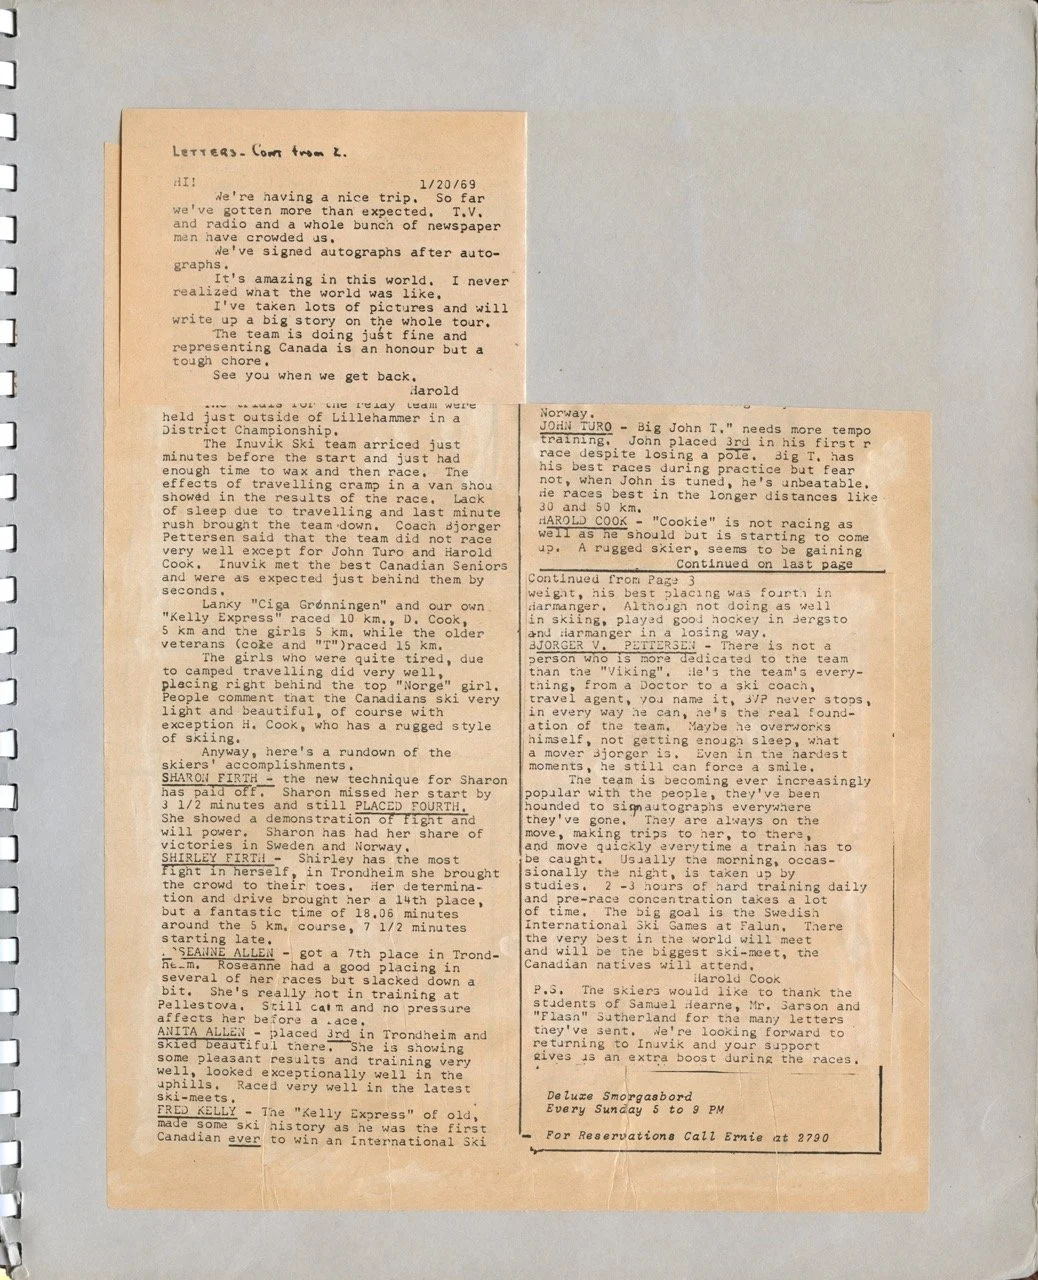 LETTERS - Cont from 2.
HI! 1/20/69
We're having a nice trip. So far
we've gotten more than expected. T.V.
and radio and a whole bunch of newspaper
men have crowded us.
We've signed autographs after auto-
graphs.
It's amazing in this world. I never
realized what the world was like.
I've taken lots of pictures and will
write up a big story on the whole tour.
The team is doing just fine and
representing Canada is an honour but a
tough chore.
See you when we get back.
Harold
The trials for the relay team were
held just outside of Lillehammer in a
District Championship.
The Inuvik Ski team arriced just
minutes before the start and just had
enough time to wax and then race. The
effects of travelling cramp in a van shou
showed in the results of the race. Lack
of sleep due to travelling and last minute
rush brought the team down. Coach Bjorger
Pettersen said that the team did not race
very well except for John Turo and Harold
Cook. Inuvik met the best Canadian Seniors
and were as expected just behind them by
seconds.
Lanky "Ciga Grønningen" and our own
"Kelly Express" raced 10 km., D. Cook,
5 km and the girls 5 km. while the older
veterans (coke and "T")raced 15 km.
The girls who were quite tired, due
to camped travelling did very well,
placing right behind the top "Norge" girl.
People comment that the Canadians ski very
light and beautiful, of course with
exception H. Cook, who has a rugged style
of skiing.
Anyway, here's a rundown of the
skiers' accomplishments.
SHARON FIRTH - the new technique for Sharon
has paid off. Sharon missed her start by
3 1/2 minutes and still PLACED FOURTH.
She showed a demonstration of fight and
will power. Sharon has had her share of
victories in Sweden and Norway.
SHIRLEY FIRTH - Shirley has the most
fight in herself, in Trondheim she brought
the crowd to their toes. Her determina-
tion and drive brought her a 14th place,
but a fantastic time of 18.06 minutes
around the 5 km. course, 7 1/2 minutes
starting late.
ROSEANNE ALLEN - got a 7th place in Trond-
heim. Roseanne had a good placing in
several of her races but slacked down a
bit. She's really hot in training at
Pellestova. Still calm and no pressure
affects her before a race.
ANITA ALLEN - placed 3rd in Trondheim and
skied beautiful there. She is showing
some pleasant results and training very
well, looked exceptionally well in the
uphills. Raced very well in the latest
ski-meets.
FRED KELLY - The "Kelly Express" of old,
made some ski history as he was the first
Canadian ever to win an International Ski
Norway.
JOHN TURO - Big John T." needs more tempo
training. John placed 3rd in his first r
race despite losing a pole. Big T. has
his best races during practice but fear
not, when John is tuned, he's unbeatable.
He races best in the longer distances like
30 and 50 km.
HAROLD COOK - "Cookie" is not racing as
well as he should but is starting to come
up. A rugged skier, seems to be gaining
Continued on last page
Continued from Page 3
weight, his best placing was fourth in
Harmanger. Although not doing as well
in skiing, played good hockey in Bergsto
and Harmanger in a losing way.
BJORGER V. PETTERSEN - There is not a
person who is more dedicated to the team
than the "Viking". He's the team's every-
thing, from a Doctor to a ski coach,
travel agent, you name it, BVP never stops,
in every way he can, he's the real found-
ation of the team. Maybe he overworks
himself, not getting enough sleep, what
a mover Bjorger is. Even in the hardest
moments, he still can force a smile.
The team is becoming ever increasingly
popular with the people, they've been
hounded to sign autographs everywhere
they've gone. They are always on the
move, making trips to her, to there,
and move quickly everytime a train has to
be caught. Usually the morning, occas-
sionally the night, is taken up by
studies. 2 -3 hours of hard training daily
and pre-race concentration takes a lot
of time. The big goal is the Swedish
International Ski Games at Falun. There
the very best in the world will meet
and will be the biggest ski-meet, the
Canadian natives will attend.
Harold Cook
P.S. The skiers would like to thank the
students of Samuel Hearne, Mr. Sarson and
"Flash" Sutherland for the many letters
they've sent. We're looking forward to
returning to Inuvik and your support
gives us an extra boost during the races.
Deluxe Smorgasbord
Every Sunday 5 to 9 PM
For Reservations Call Ernie at 2790